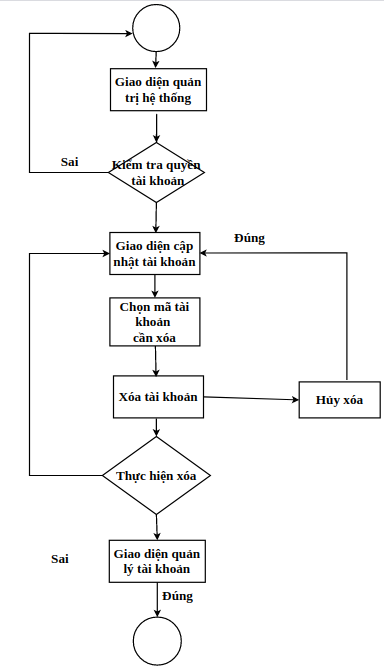 Giao diện quản
trị hệ thống
Kiểm tra quyền
tài khoản
Sai
Đúng
Giao diện cập
nhật tài khoản
Chọn mã tài
khoản
cần xóa
Xóa tài khoản
Hủy xóa
Thực hiện xóa
Sai
Giao diện quản
lý tài khoản
Đúng